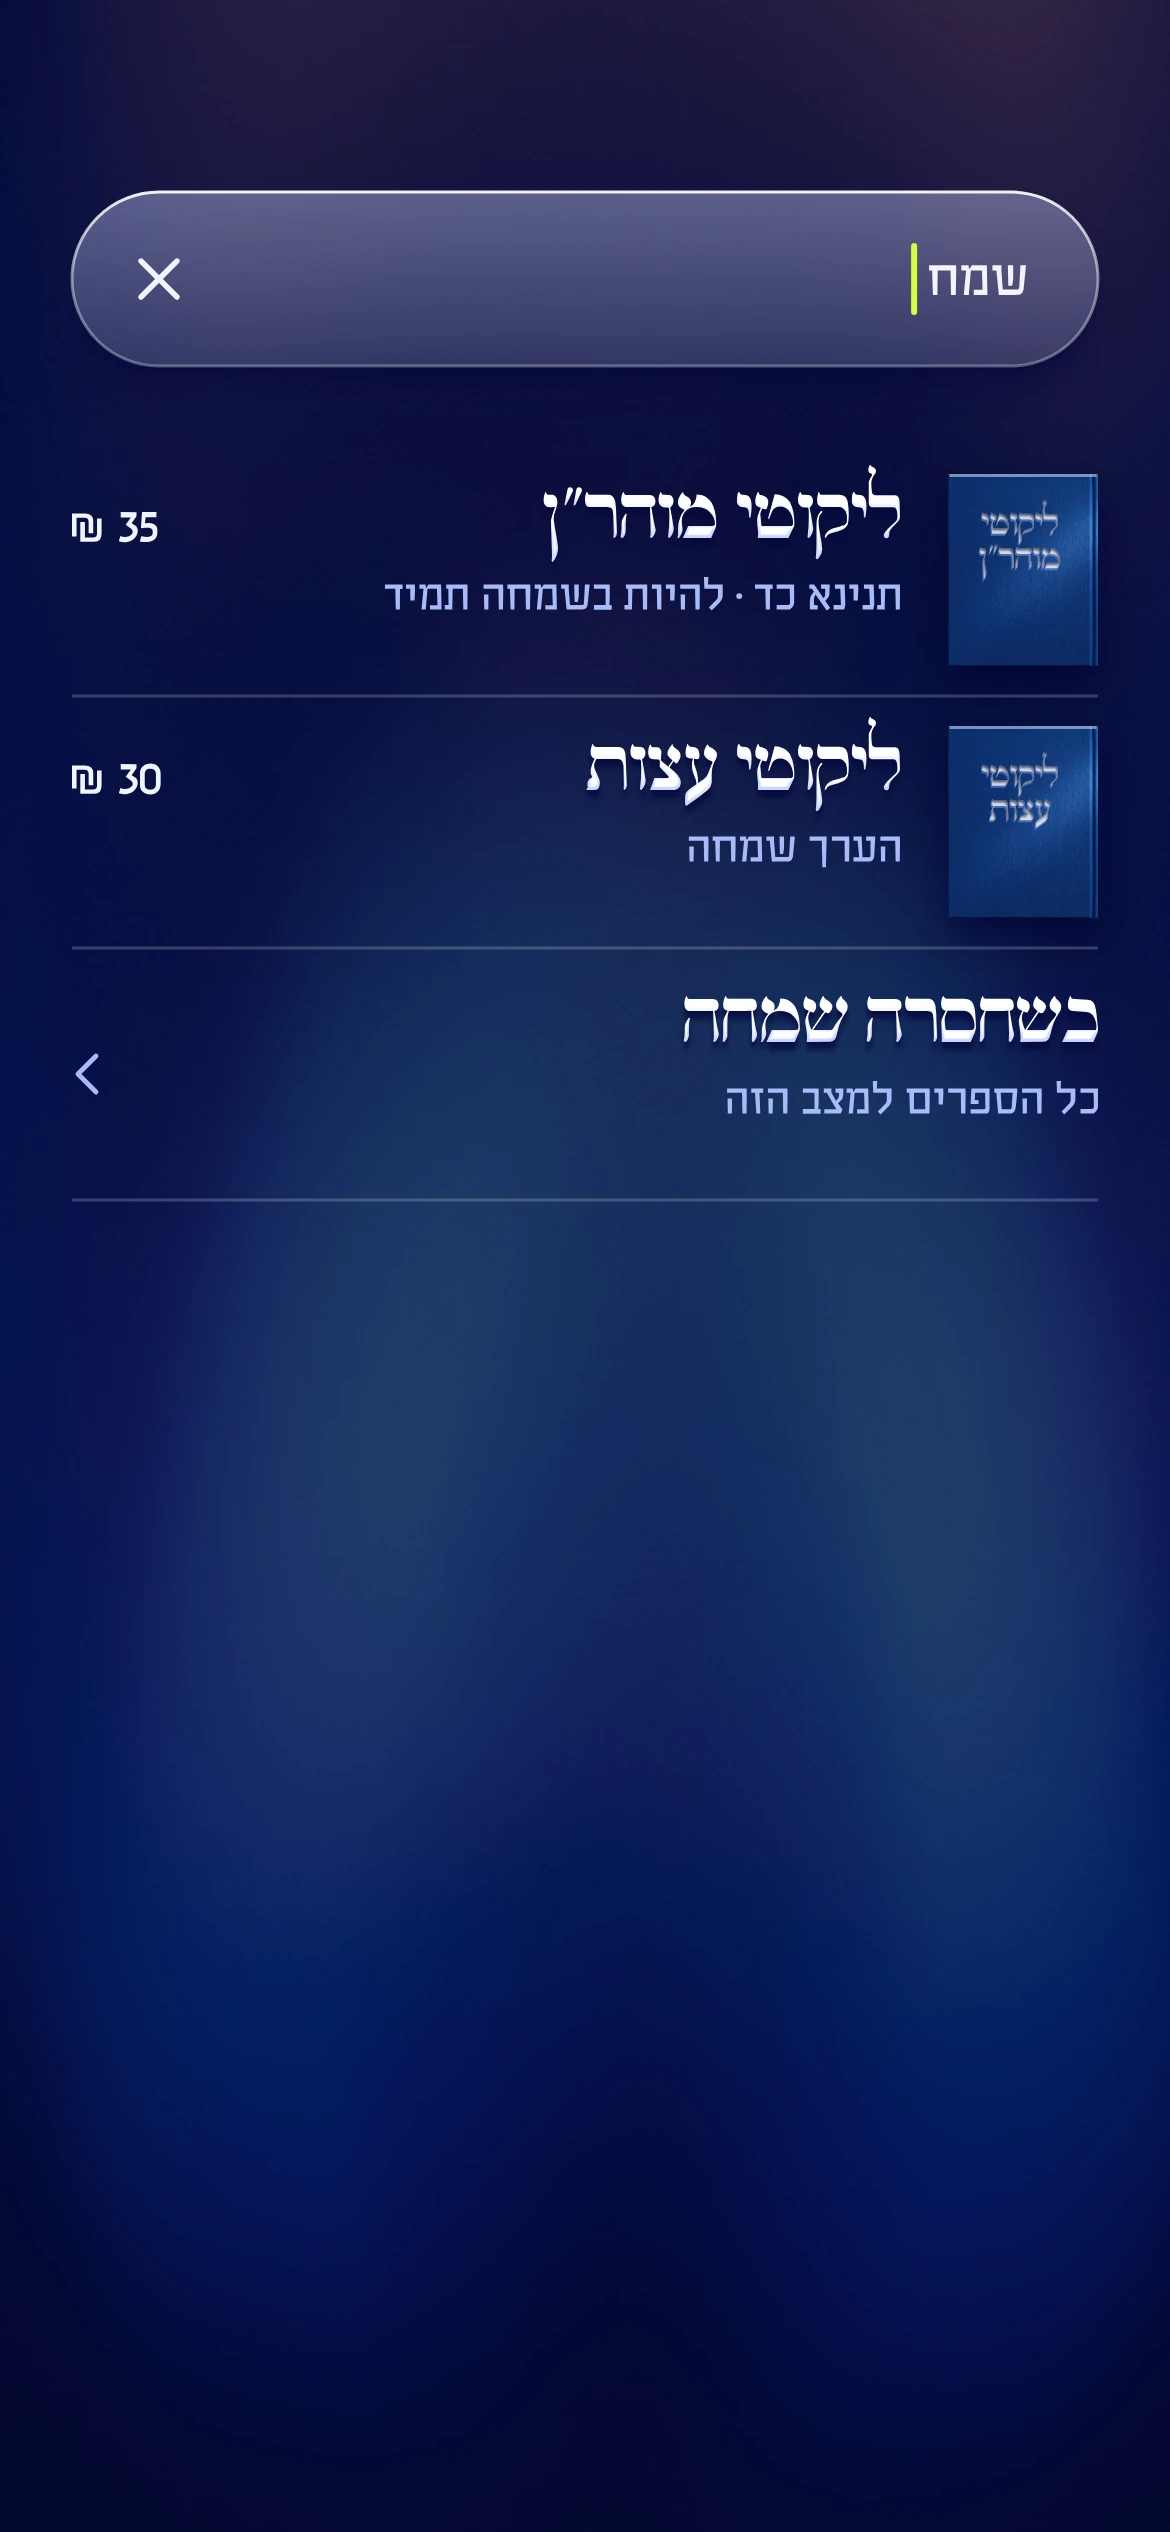 שמח
ליקוטי מוהר״ן
תנינא כד · להיות בשמחה תמיד
35 ₪
ליקוטי
מוהר״ן
ליקוטי עצות
הערך שמחה
30 ₪
ליקוטי
עצות
כשחסרה שמחה
כל הספרים למצב הזה